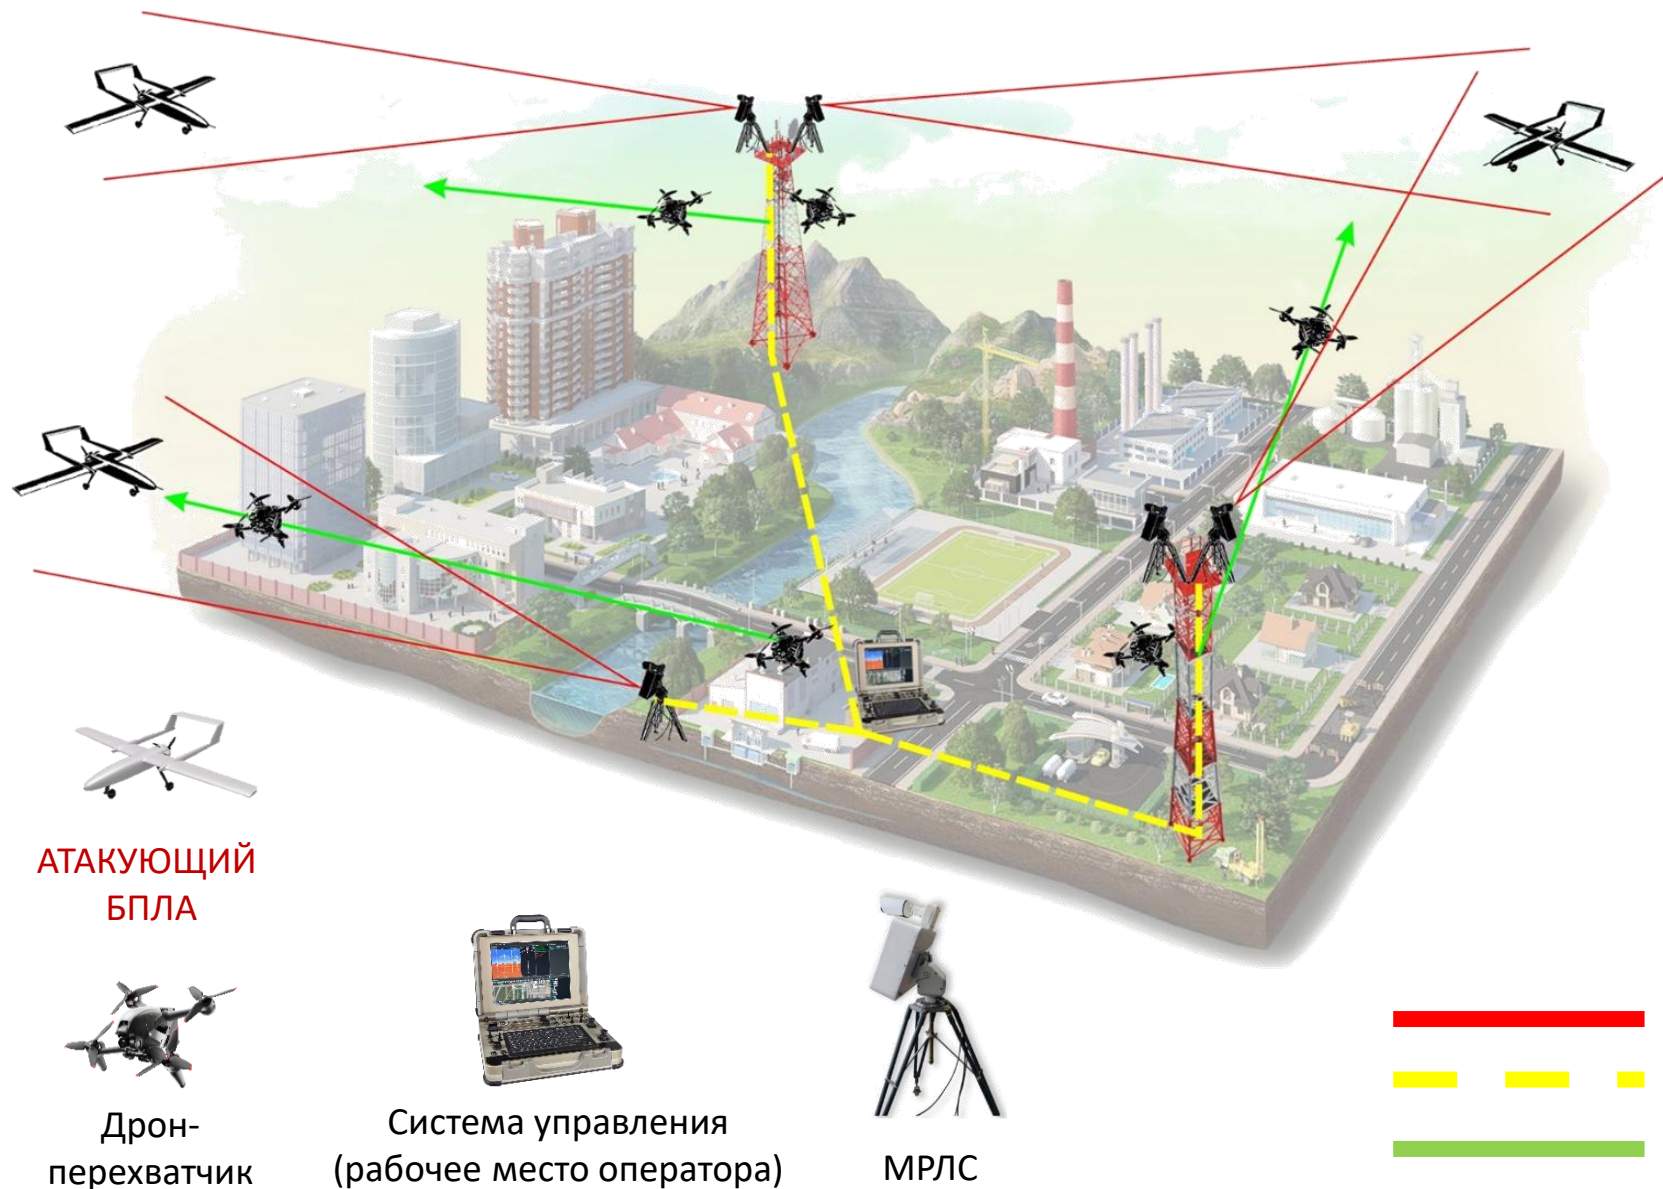 АТАКУЮЩИЙ
БПЛА
Дрон-
перехватчик
Система управления
(рабочее место оператора)
МРЛС